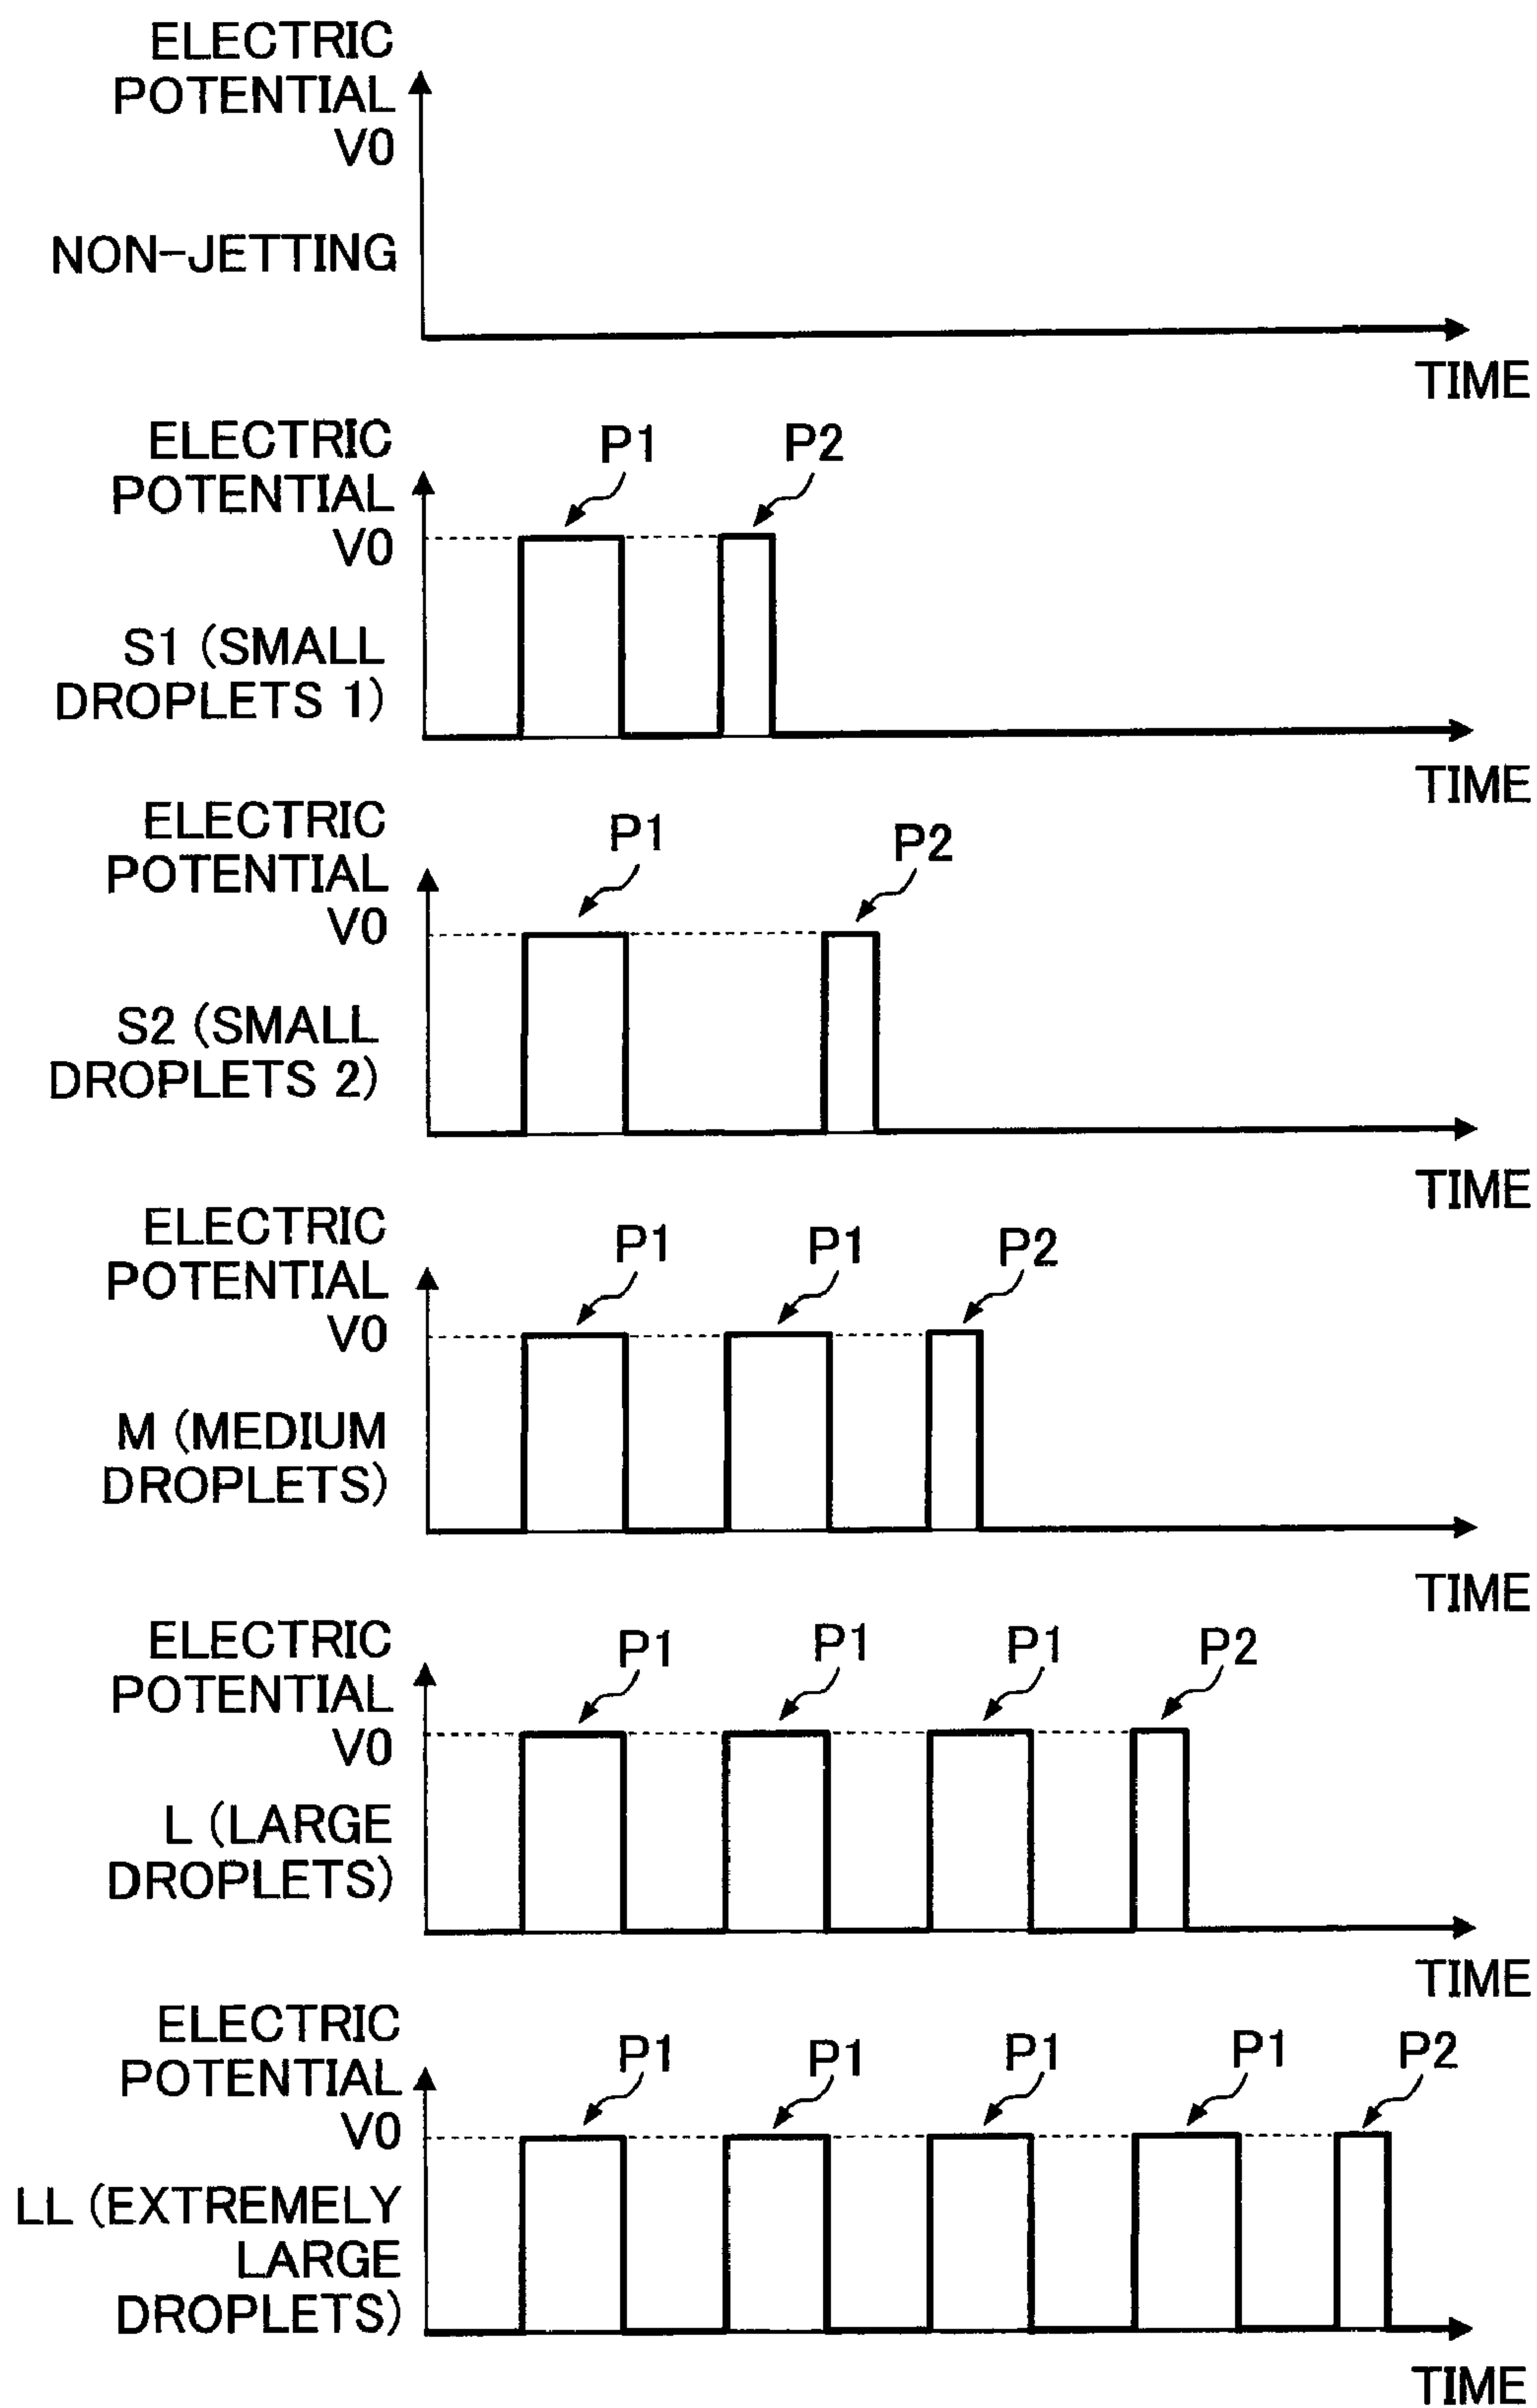 ELECTRIC
POTENTIAL
V0
NON-JETTING
TIME
ELECTRIC
POTENTIAL
V0
P1
P2
S1 (SMALL
DROPLETS 1)
TIME
ELECTRIC
POTENTIAL
V0
P1
P2
S2 (SMALL
DROPLETS 2)
TIME
ELECTRIC
POTENTIAL
V0
P1
P1
P2
M (MEDIUM
DROPLETS)
TIME
ELECTRIC
POTENTIAL
V0
P1
P1
P1
P2
L (LARGE
DROPLETS)
TIME
ELECTRIC
POTENTIAL
V0
P1
P1
P1
P1
P2
LL (EXTREMELY
LARGE
DROPLETS)
TIME